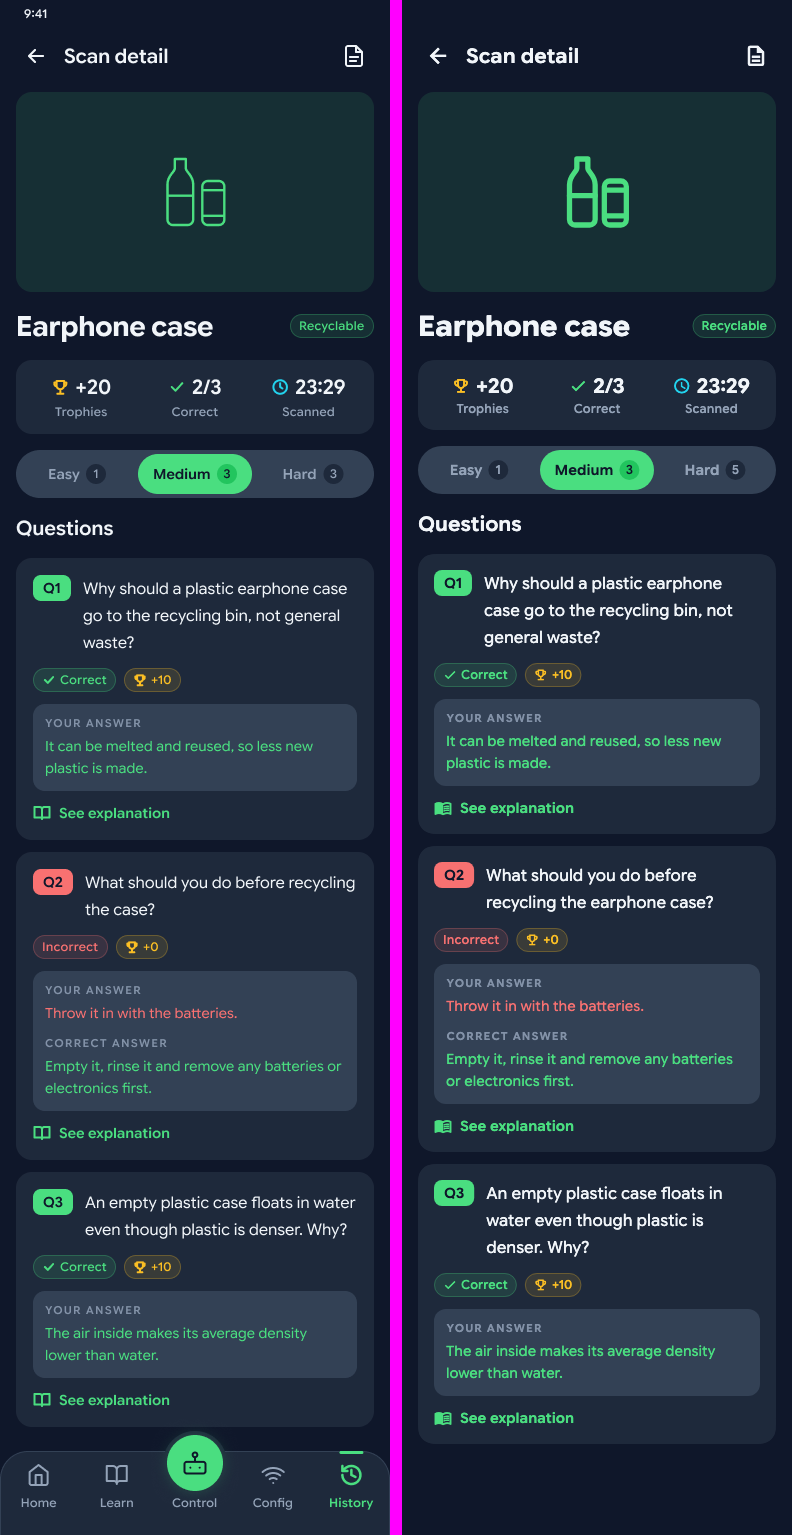 9:41
Scan detail
Earphone case
Recyclable
+20
2/3
23:29
Trophies
Correct
Scanned
Easy 1
Medium 3
Hard 3
Questions
Q1
Why should a plastic earphone case
go to the recycling bin, not general
waste?
Correct
+10
YOUR ANSWER
It can be melted and reused, so less new
plastic is made.
See explanation
Q2
What should you do before recycling
the case?
Incorrect
+0
YOUR ANSWER
Throw it in with the batteries.
CORRECT ANSWER
Empty it, rinse it and remove any batteries or
electronics first.
See explanation
Q3
An empty plastic case floats in water
even though plastic is denser. Why?
Correct
+10
YOUR ANSWER
The air inside makes its average density
lower than water.
See explanation
Home
Learn
Control
Config
History
Scan detail
Earphone case
Recyclable
+20
2/3
23:29
Trophies
Correct
Scanned
Easy 1
Medium 3
Hard 5
Questions
Q1
Why should a plastic earphone
case go to the recycling bin, not
general waste?
Correct
+10
YOUR ANSWER
It can be melted and reused, so less new
plastic is made.
See explanation
Q2
What should you do before
recycling the earphone case?
Incorrect
+0
YOUR ANSWER
Throw it in with the batteries.
CORRECT ANSWER
Empty it, rinse it and remove any batteries
or electronics first.
See explanation
Q3
An empty plastic case floats in
water even though plastic is
denser. Why?
Correct
+10
YOUR ANSWER
The air inside makes its average density
lower than water.
See explanation